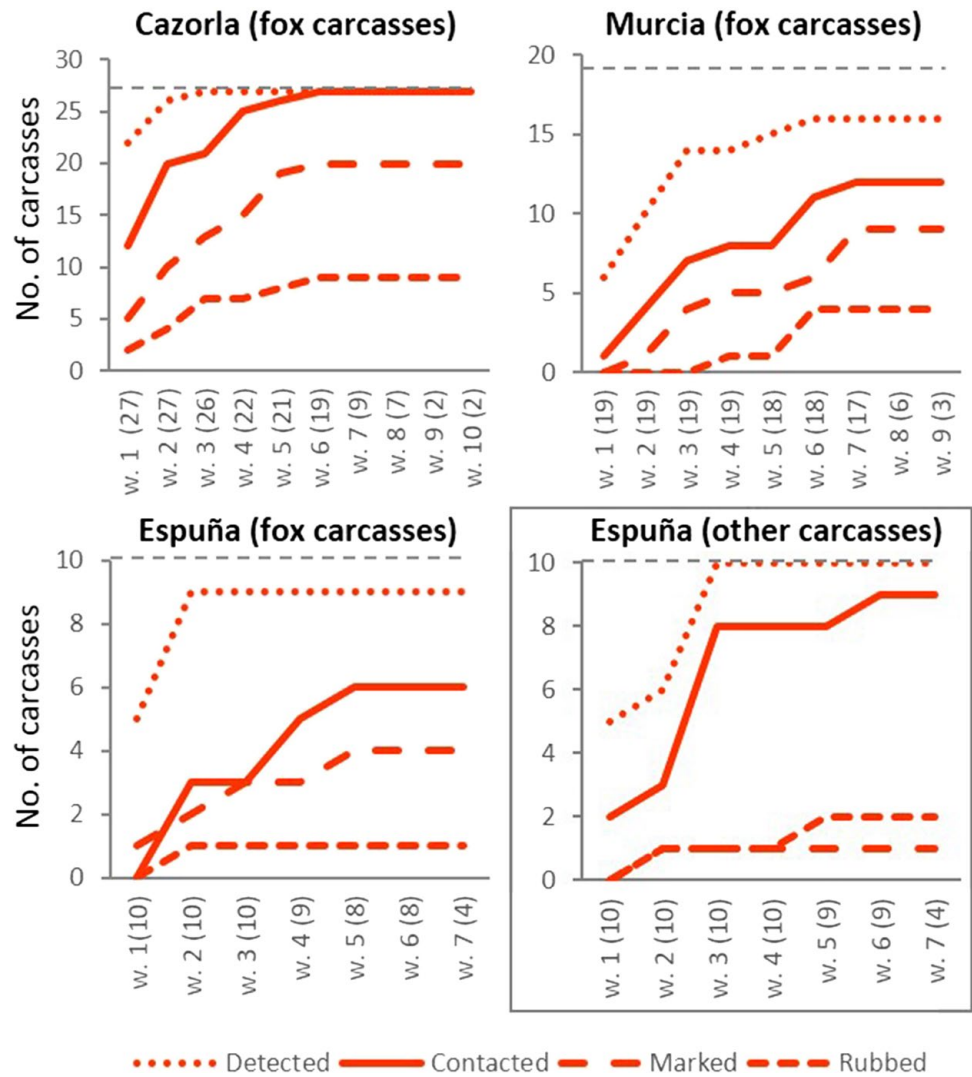 Cazorla (fox carcasses)
No. of carcasses
30
25
20
15
10
5
0
w. 1 (27)
w. 2 (27)
w. 3 (26)
w. 4 (22)
w. 5 (21)
w. 6 (19)
w. 7 (9)
w. 8 (7)
w. 9 (2)
w. 10 (2)
Murcia (fox carcasses)
20
15
10
5
0
w. 1 (19)
w. 2 (19)
w. 3 (19)
w. 4 (19)
w. 5 (18)
w. 6 (18)
w. 7 (17)
w. 8 (6)
w. 9 (3)
Espuña (fox carcasses)
No. of carcasses
10
8
6
4
2
0
w. 1(10)
w. 2 (10)
w. 3 (10)
w. 4 (9)
w. 5 (8)
w. 6 (8)
w. 7 (4)
Espuña (other carcasses)
10
8
6
4
2
0
w. 1 (10)
w. 2 (10)
w. 3 (10)
w. 4 (10)
w. 5 (9)
w. 6 (9)
w. 7 (4)
Detected Contacted Marked Rubbed